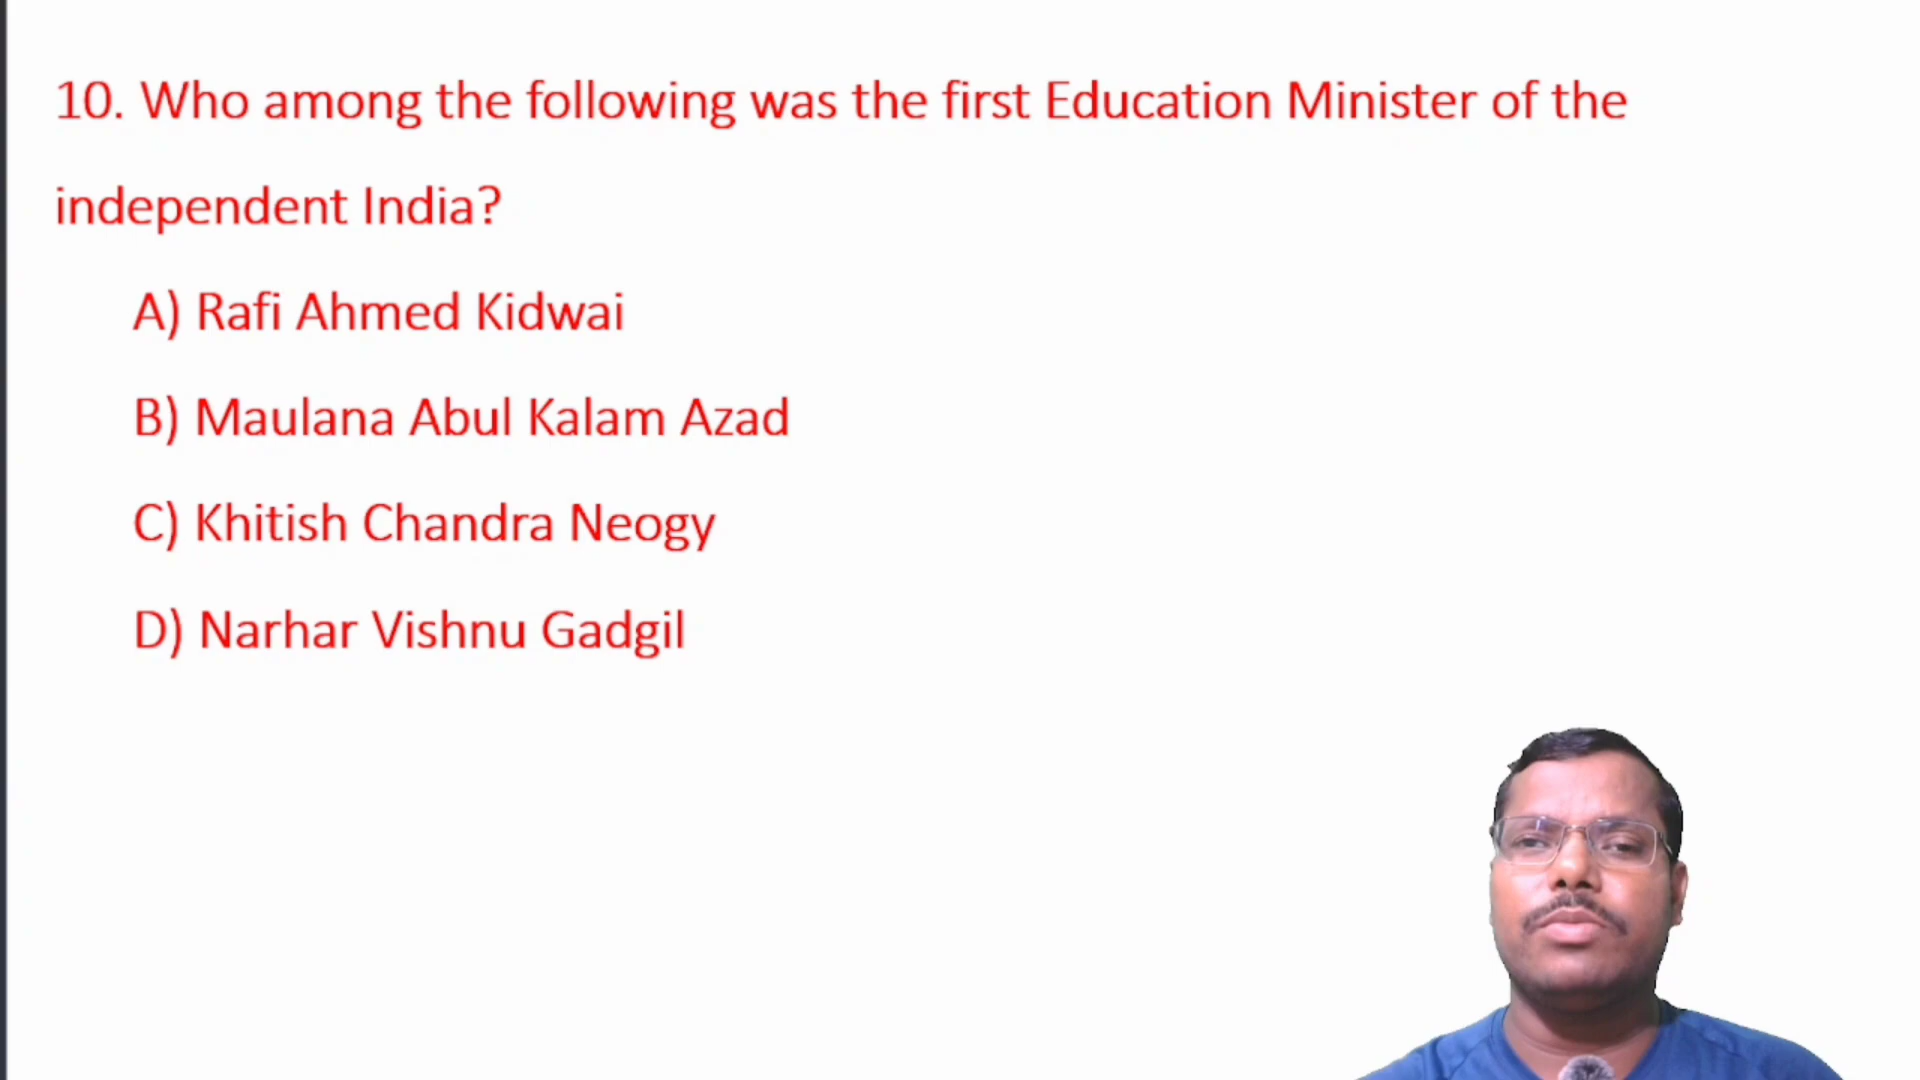 10. Who among the following was the first Education Minister of the
independent India?
A) Rafi Ahmed Kidwai
B) Maulana Abul Kalam Azad
C) Khitish Chandra Neogy
D) Narhar Vishnu Gadgil